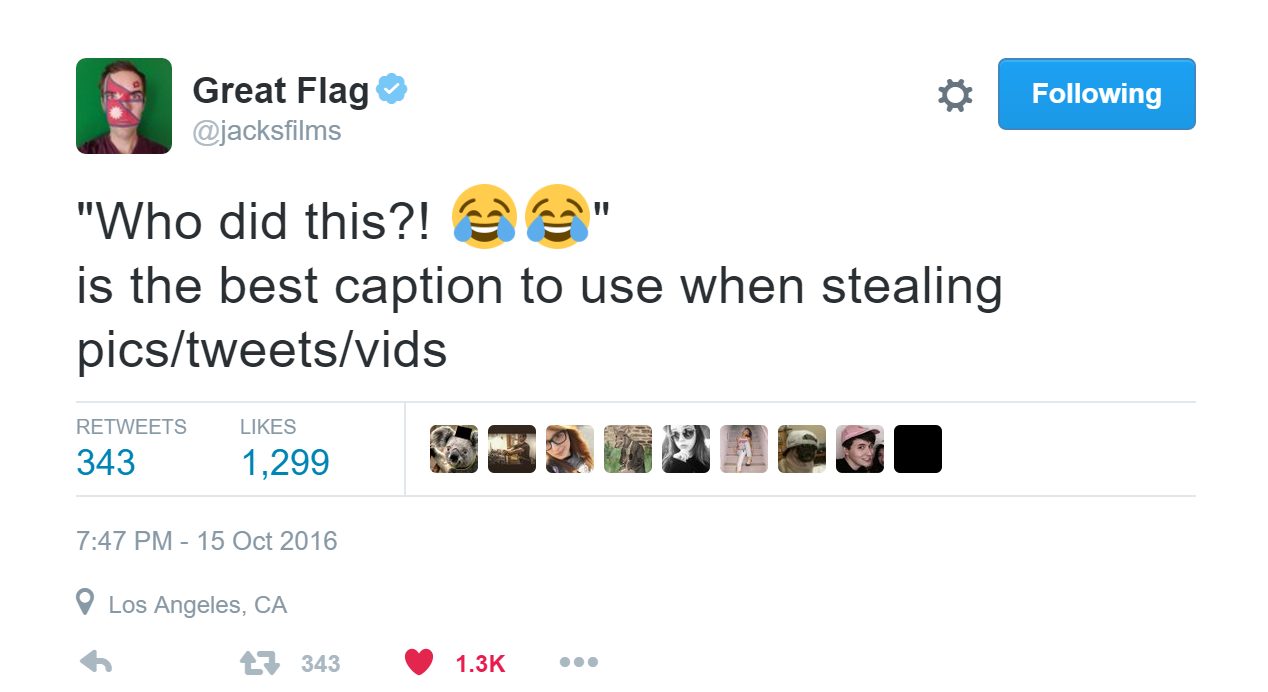 Great Flag
@jacksfilms
Following
"Who did this?! 😂😂"
is the best caption to use when stealing
pics/tweets/vids
RETWEETS LIKES
343 1,299
7:47 PM - 15 Oct 2016
Los Angeles, CA
343 1.3K